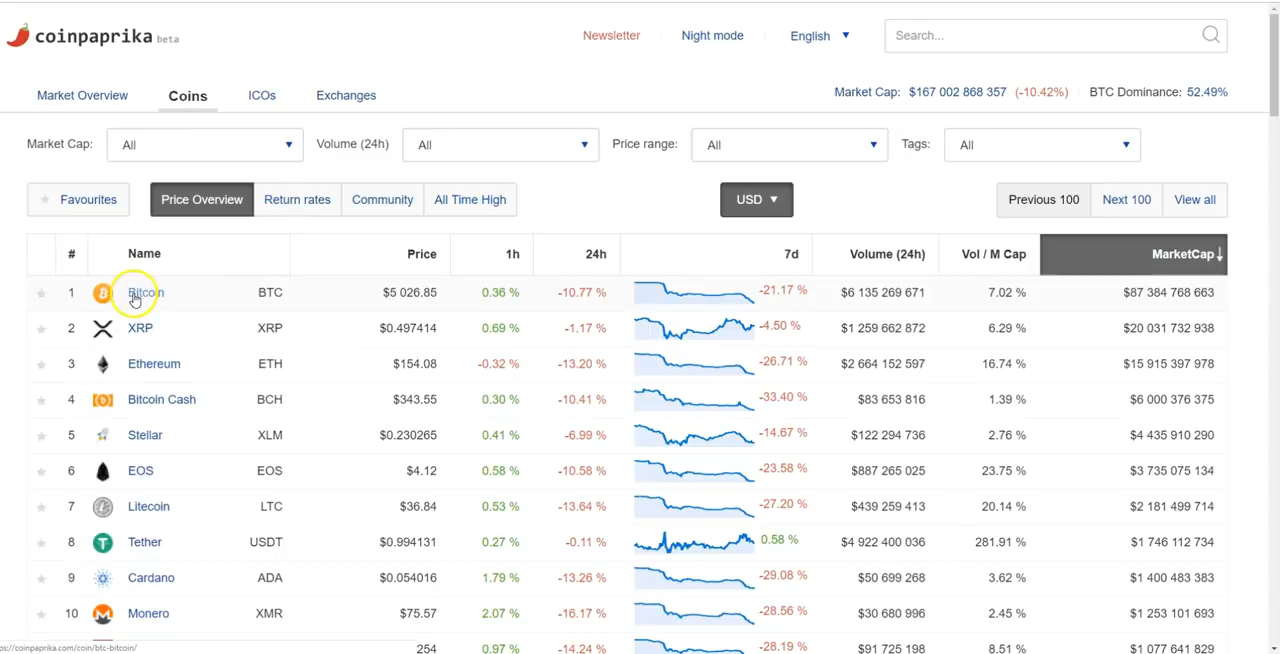 coinpaprika beta
Newsletter Night mode English ▼ Search...
Market Overview Coins ICOs Exchanges Market Cap: $167 002 868 357 (-10.42%) BTC Dominance: 52.49%
Market Cap: All Volume (24h) All Price range: All Tags: All
Favourites Price Overview Return rates Community All Time High USD ▼ Previous 100 Next 100 View all
# Name Price 1h 24h 7d Volume (24h) Vol / M Cap MarketCap↓
1 Bitcoin BTC $5 026.85 0.36 % -10.77 % -21.17 % $6 135 269 671 7.02 % $87 384 768 663
2 XRP XRP $0.497414 0.69 % -1.17 % -4.50 % $1 259 662 872 6.29 % $20 031 732 938
3 Ethereum ETH $154.08 -0.32 % -13.20 % -26.71 % $2 664 152 597 16.74 % $15 915 397 978
4 Bitcoin Cash BCH $343.55 0.30 % -10.41 % -33.40 % $83 653 816 1.39 % $6 000 376 375
5 Stellar XLM $0.230265 0.41 % -6.99 % -14.67 % $122 294 736 2.76 % $4 435 910 290
6 EOS EOS $4.12 0.58 % -10.58 % -23.58 % $887 265 025 23.75 % $3 735 075 134
7 Litecoin LTC $36.84 0.53 % -13.64 % -27.20 % $439 259 413 20.14 % $2 181 499 714
8 Tether USDT $0.994131 0.27 % -0.11 % 0.58 % $4 922 400 036 281.91 % $1 746 112 734
9 Cardano ADA $0.054016 1.79 % -13.26 % -29.08 % $50 699 268 3.62 % $1 400 483 383
10 Monero XMR $75.57 2.07 % -16.17 % -28.56 % $30 680 996 2.45 % $1 253 101 693
254 0.97 % -14.24 % -28.19 % $91 725 198 8.51 % $1 077 641 829
ps://coinpaprika.com/coin/btc-bitcoin/